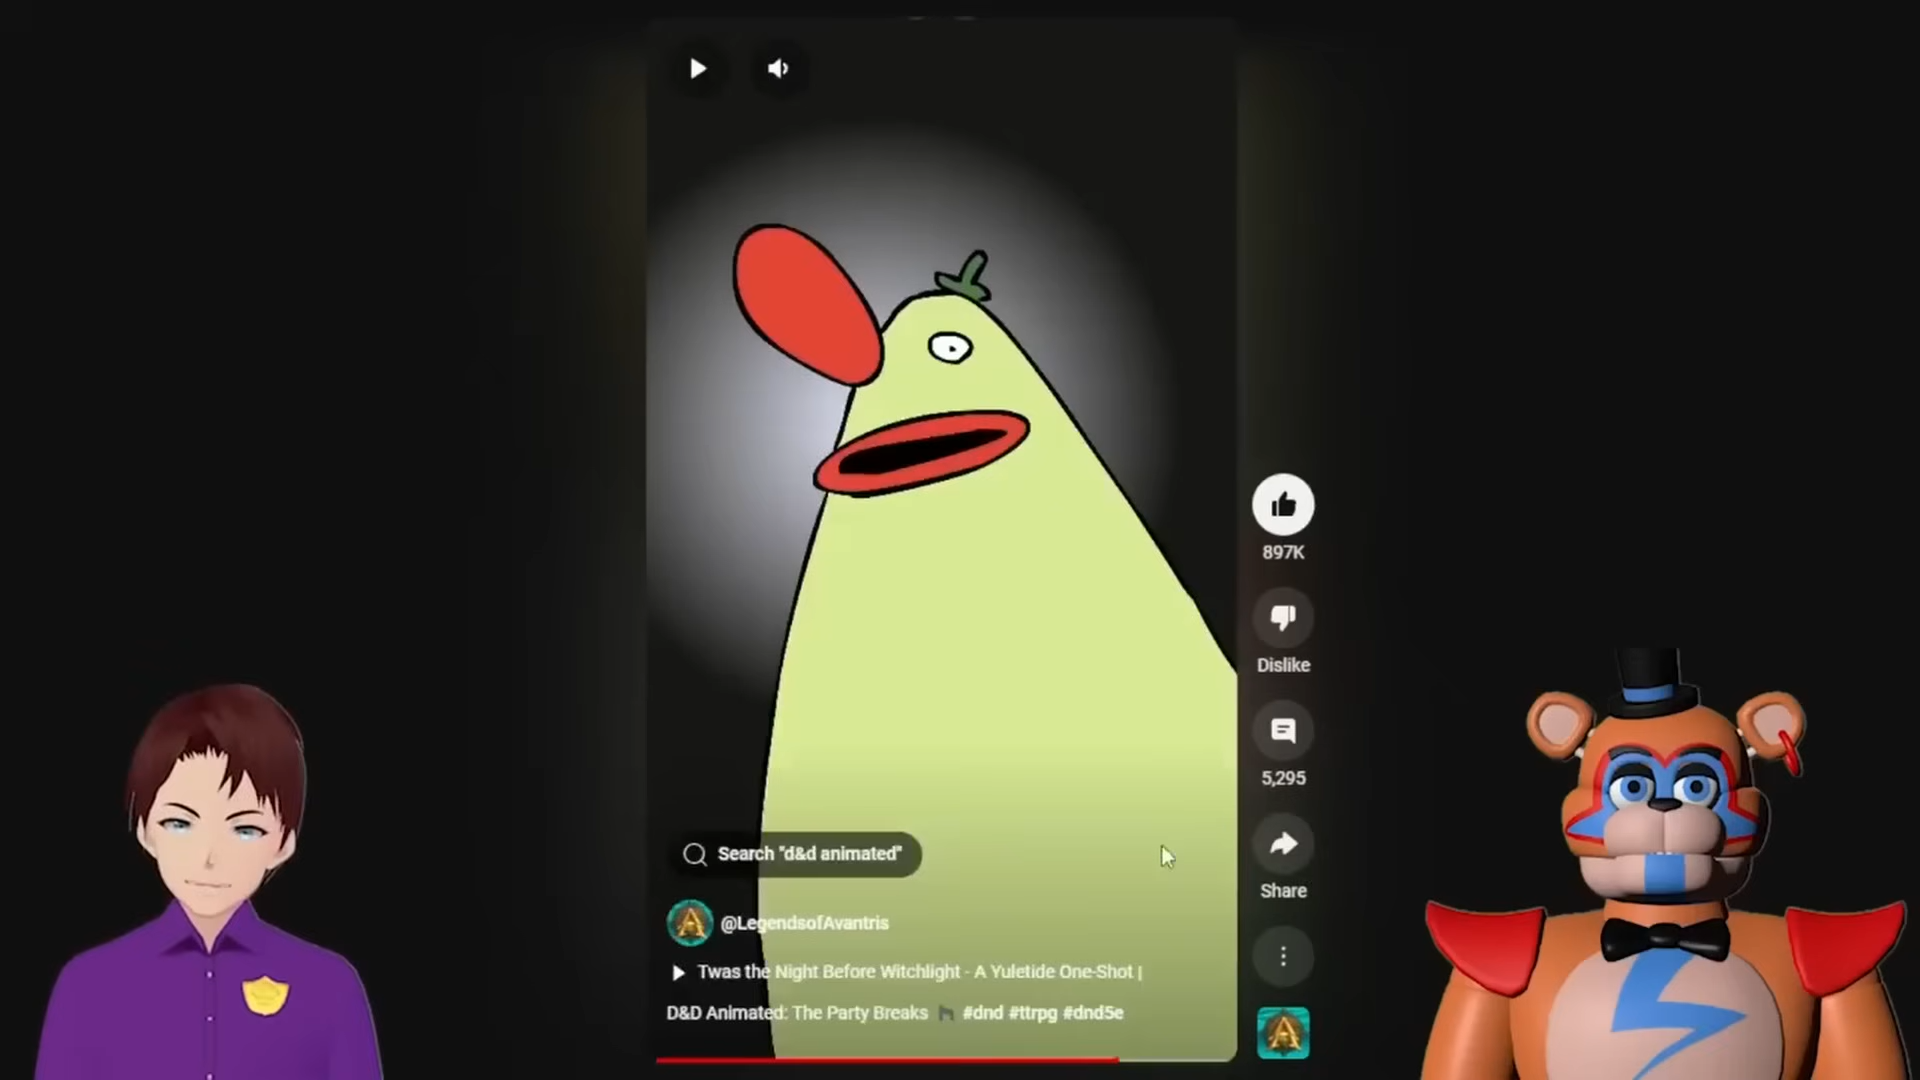 897K
Dislike
5,295
Search "d&d animated"
Share
@LegendsofAvantris
Twas the Night Before Witchlight - A Yuletide One-Shot |
D&D Animated: The Party Breaks #dnd #ttrpg #dnd5e